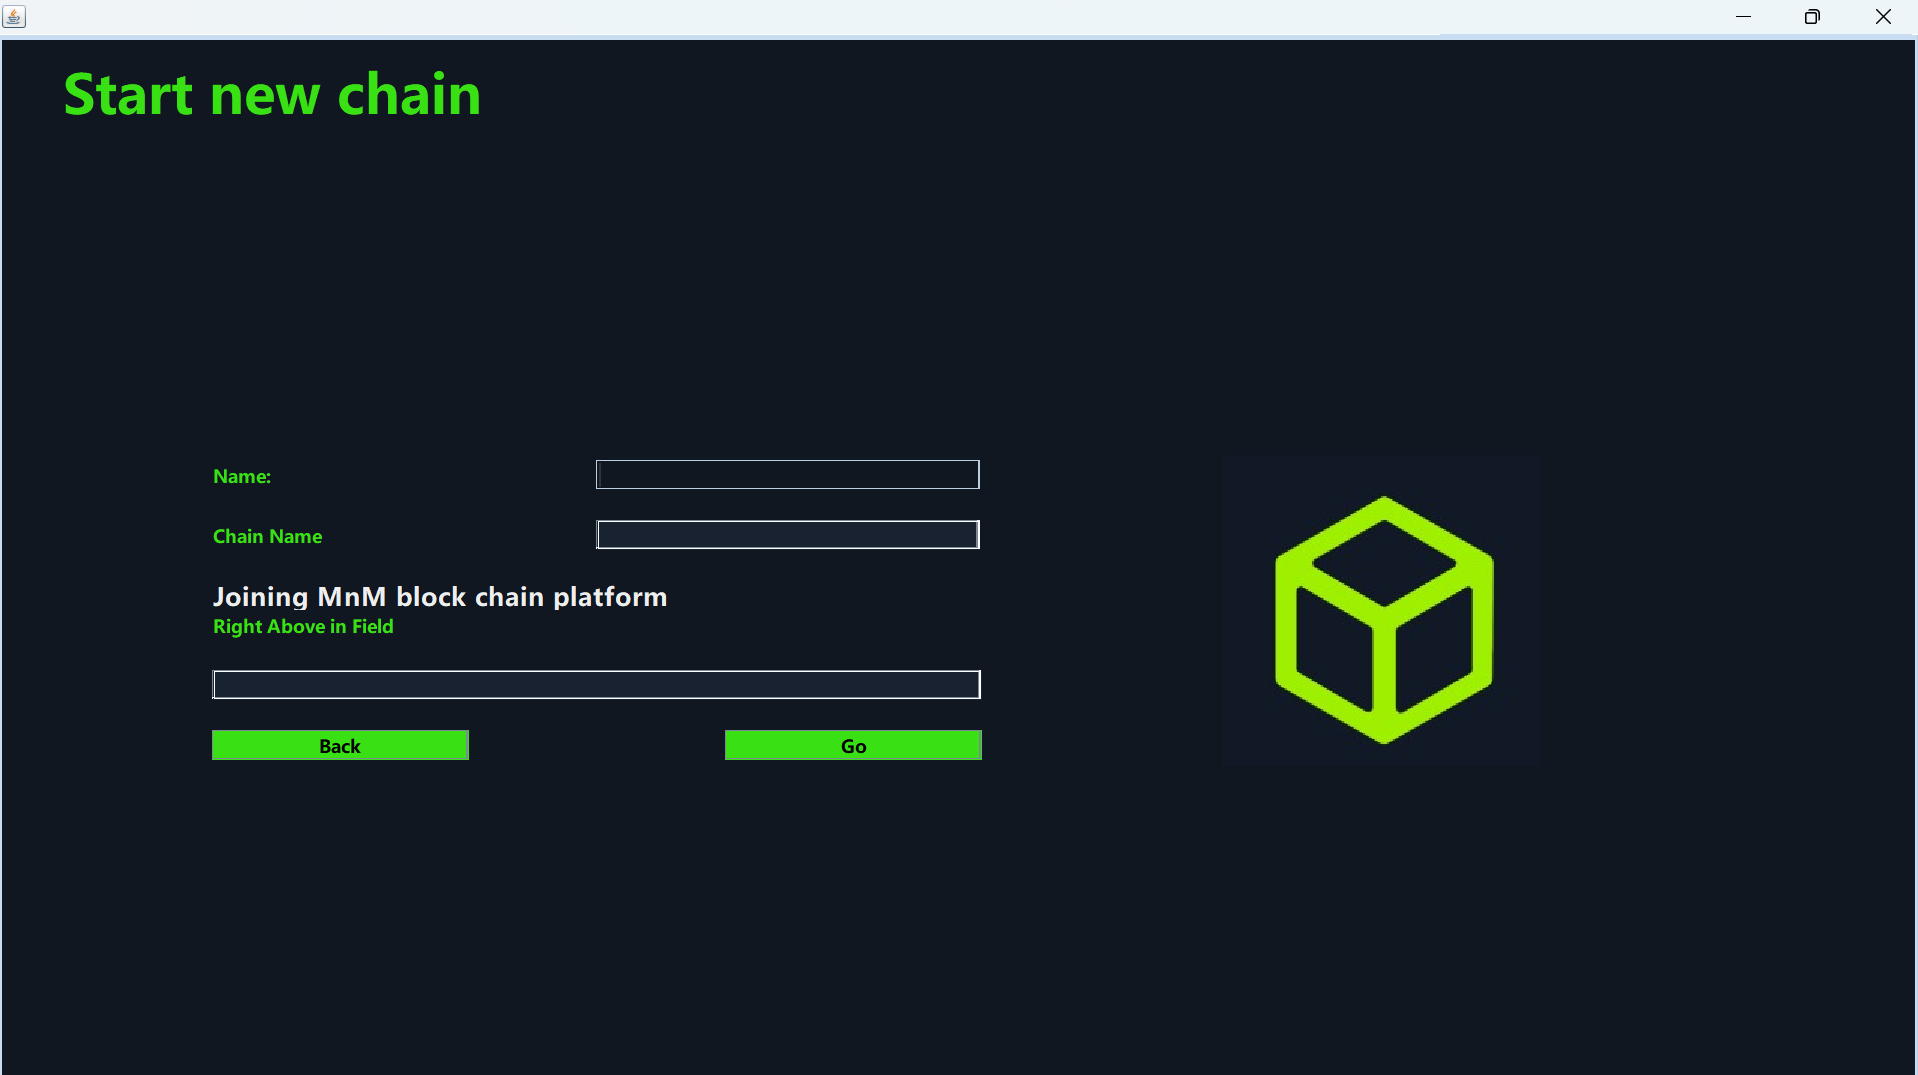 Start new chain
Name:
Chain Name
Joining MnM block chain platform
Right Above in Field
Back
Go